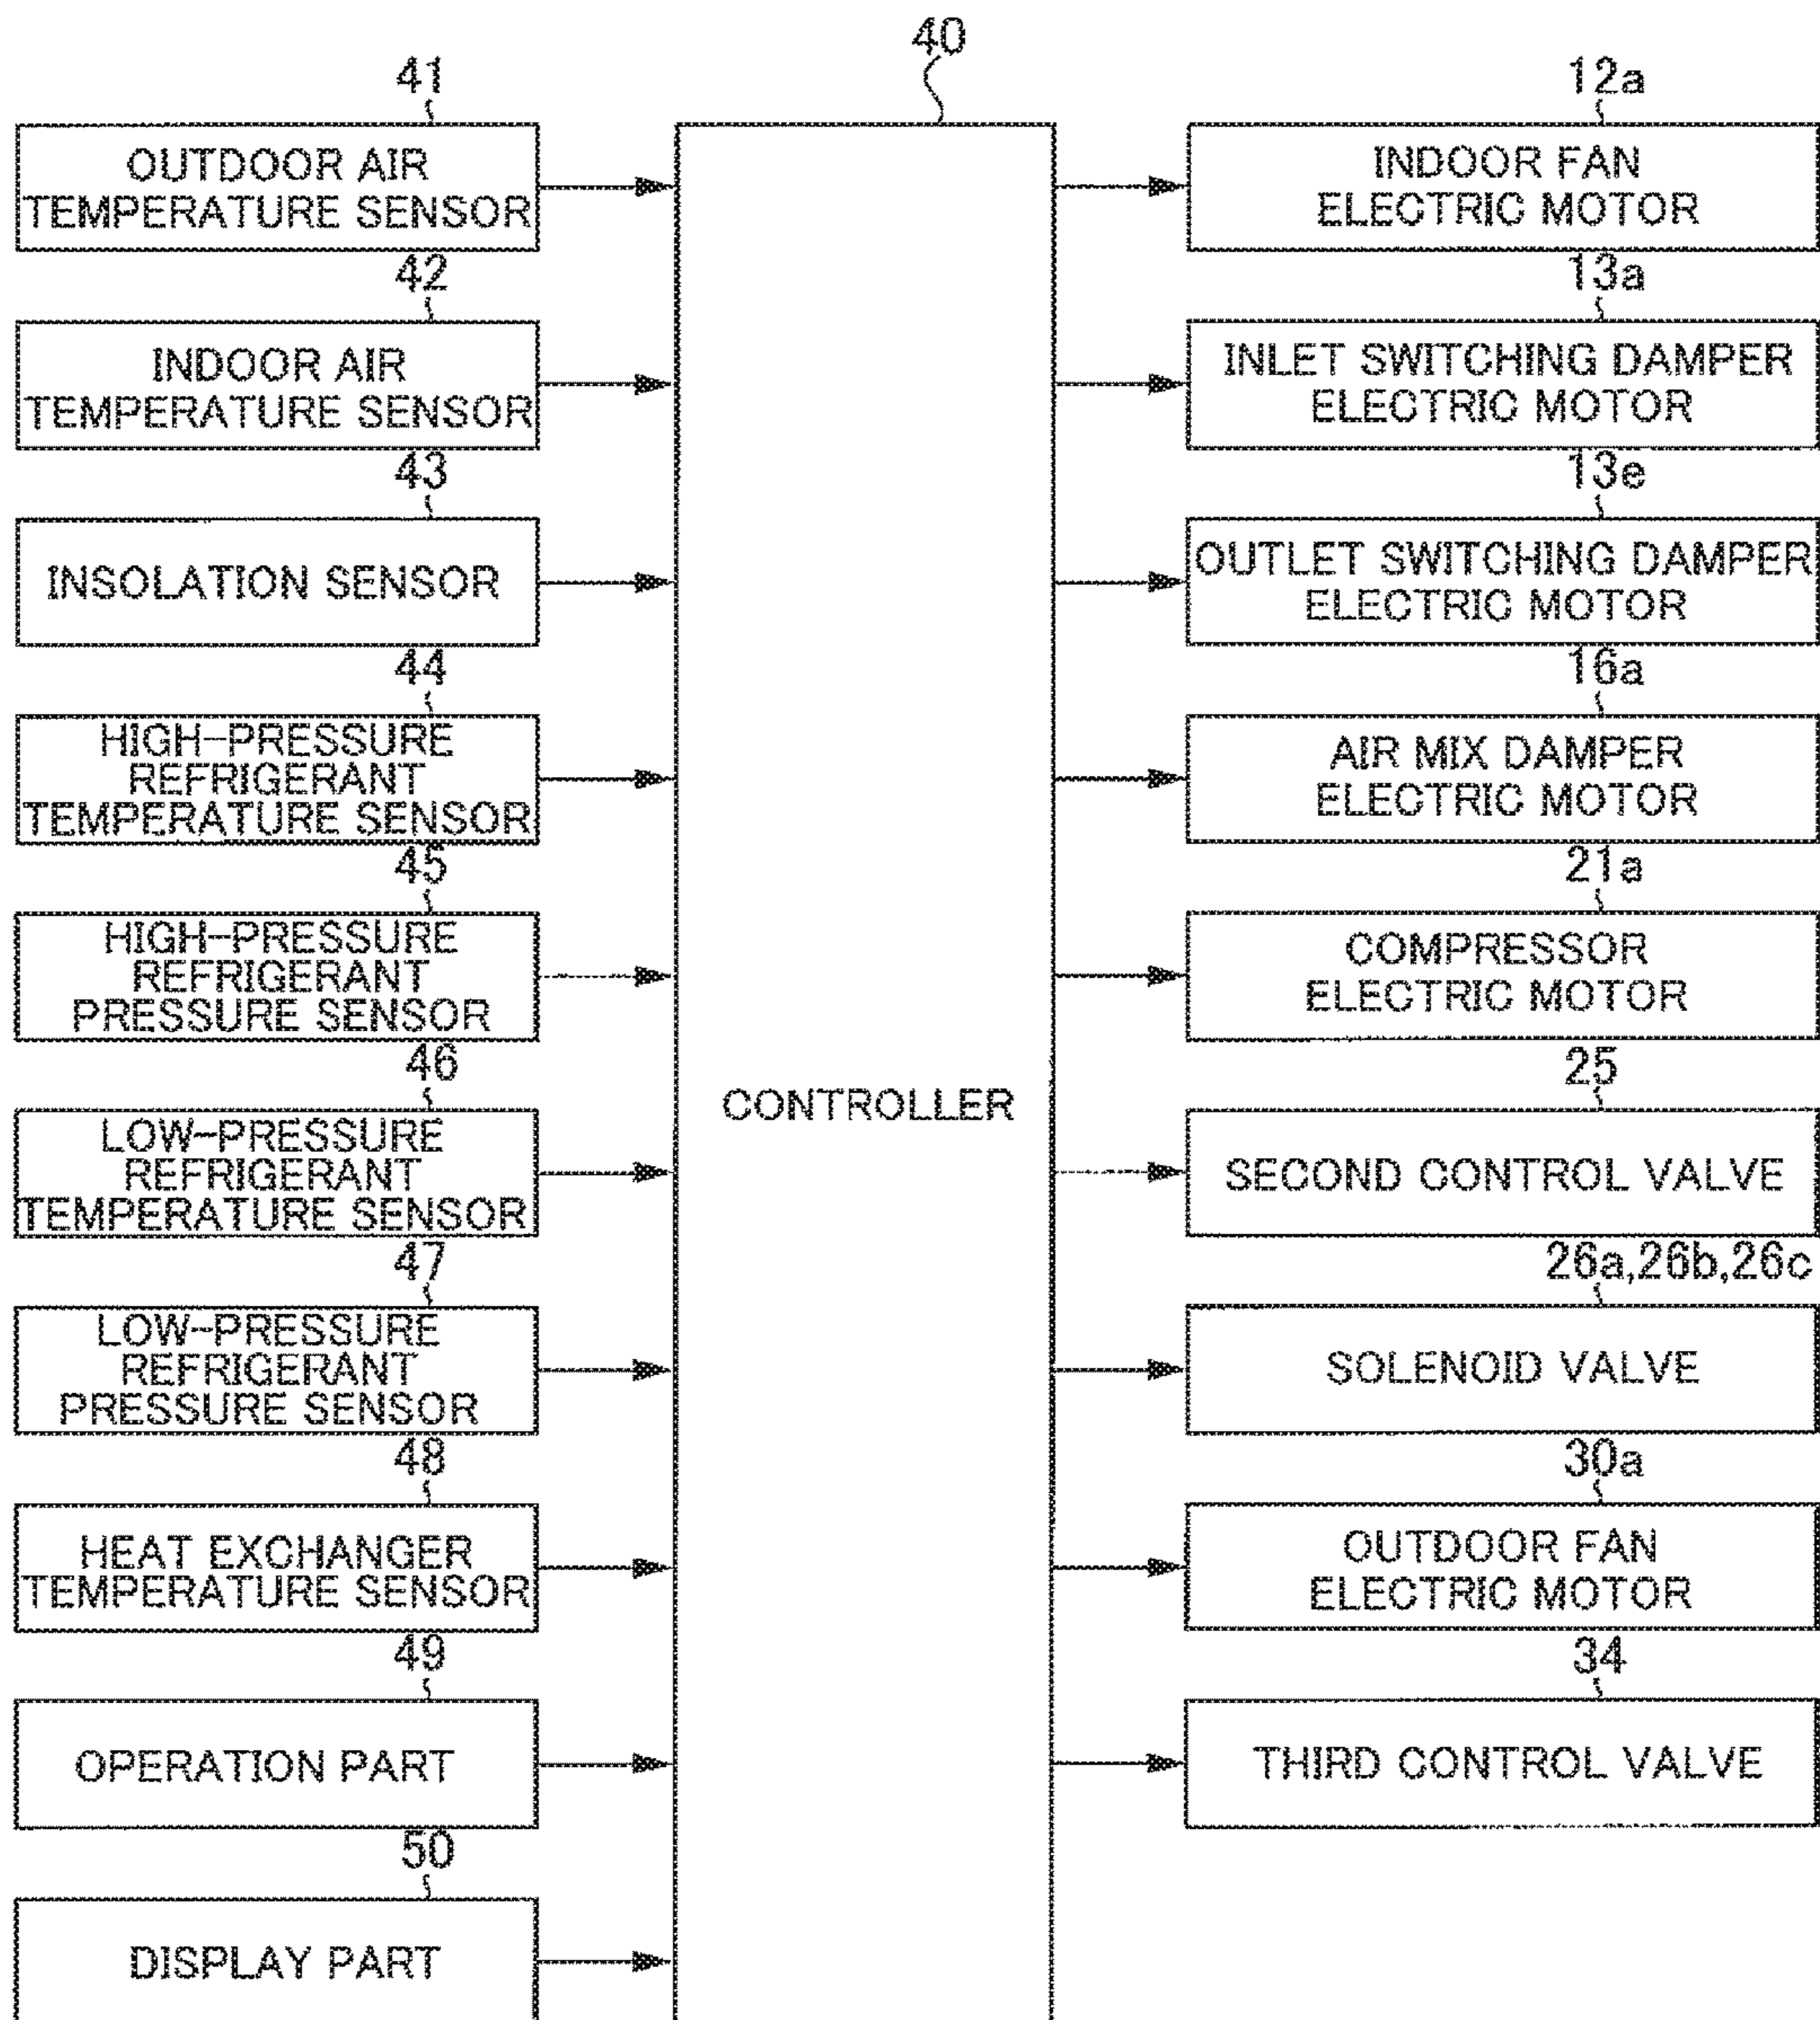 40
41
OUTDOOR AIR
TEMPERATURE SENSOR
42
INDOOR AIR
TEMPERATURE SENSOR
43
INSOLATION SENSOR
44
HIGH-PRESSURE
REFRIGERANT
TEMPERATURE SENSOR
45
HIGH-PRESSURE
REFRIGERANT
PRESSURE SENSOR
46
LOW-PRESSURE
REFRIGERANT
TEMPERATURE SENSOR
47
LOW-PRESSURE
REFRIGERANT
PRESSURE SENSOR
48
HEAT EXCHANGER
TEMPERATURE SENSOR
49
OPERATION PART
50
DISPLAY PART
CONTROLLER
12a
INDOOR FAN
ELECTRIC MOTOR
13a
INLET SWITCHING DAMPER
ELECTRIC MOTOR
13e
OUTLET SWITCHING DAMPER
ELECTRIC MOTOR
16a
AIR MIX DAMPER
ELECTRIC MOTOR
21a
COMPRESSOR
ELECTRIC MOTOR
25
SECOND CONTROL VALVE
26a,26b,26c
SOLENOID VALVE
30a
OUTDOOR FAN
ELECTRIC MOTOR
34
THIRD CONTROL VALVE